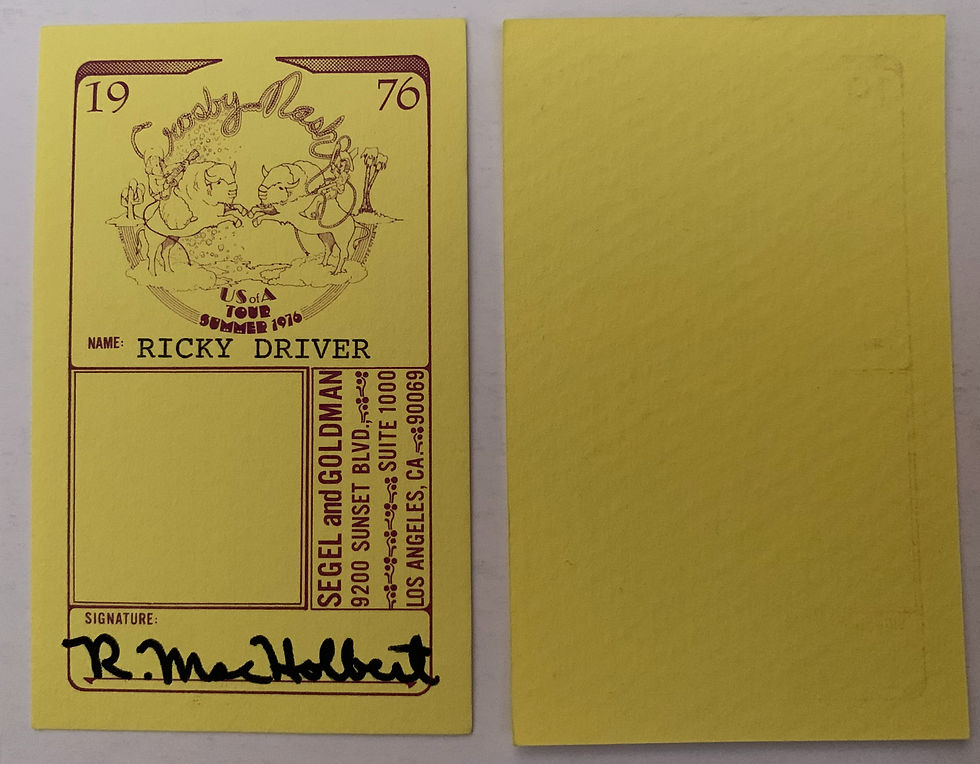 19 76
Crosby Nash
US of A
TOUR
SUMMER 1976
NAME: RICKY DRIVER
SEGEL and GOLDMAN
9200 SUNSET BLVD.,
SUITE 1000
LOS ANGELES, CA. 90069
SIGNATURE:
R. MacHolbert